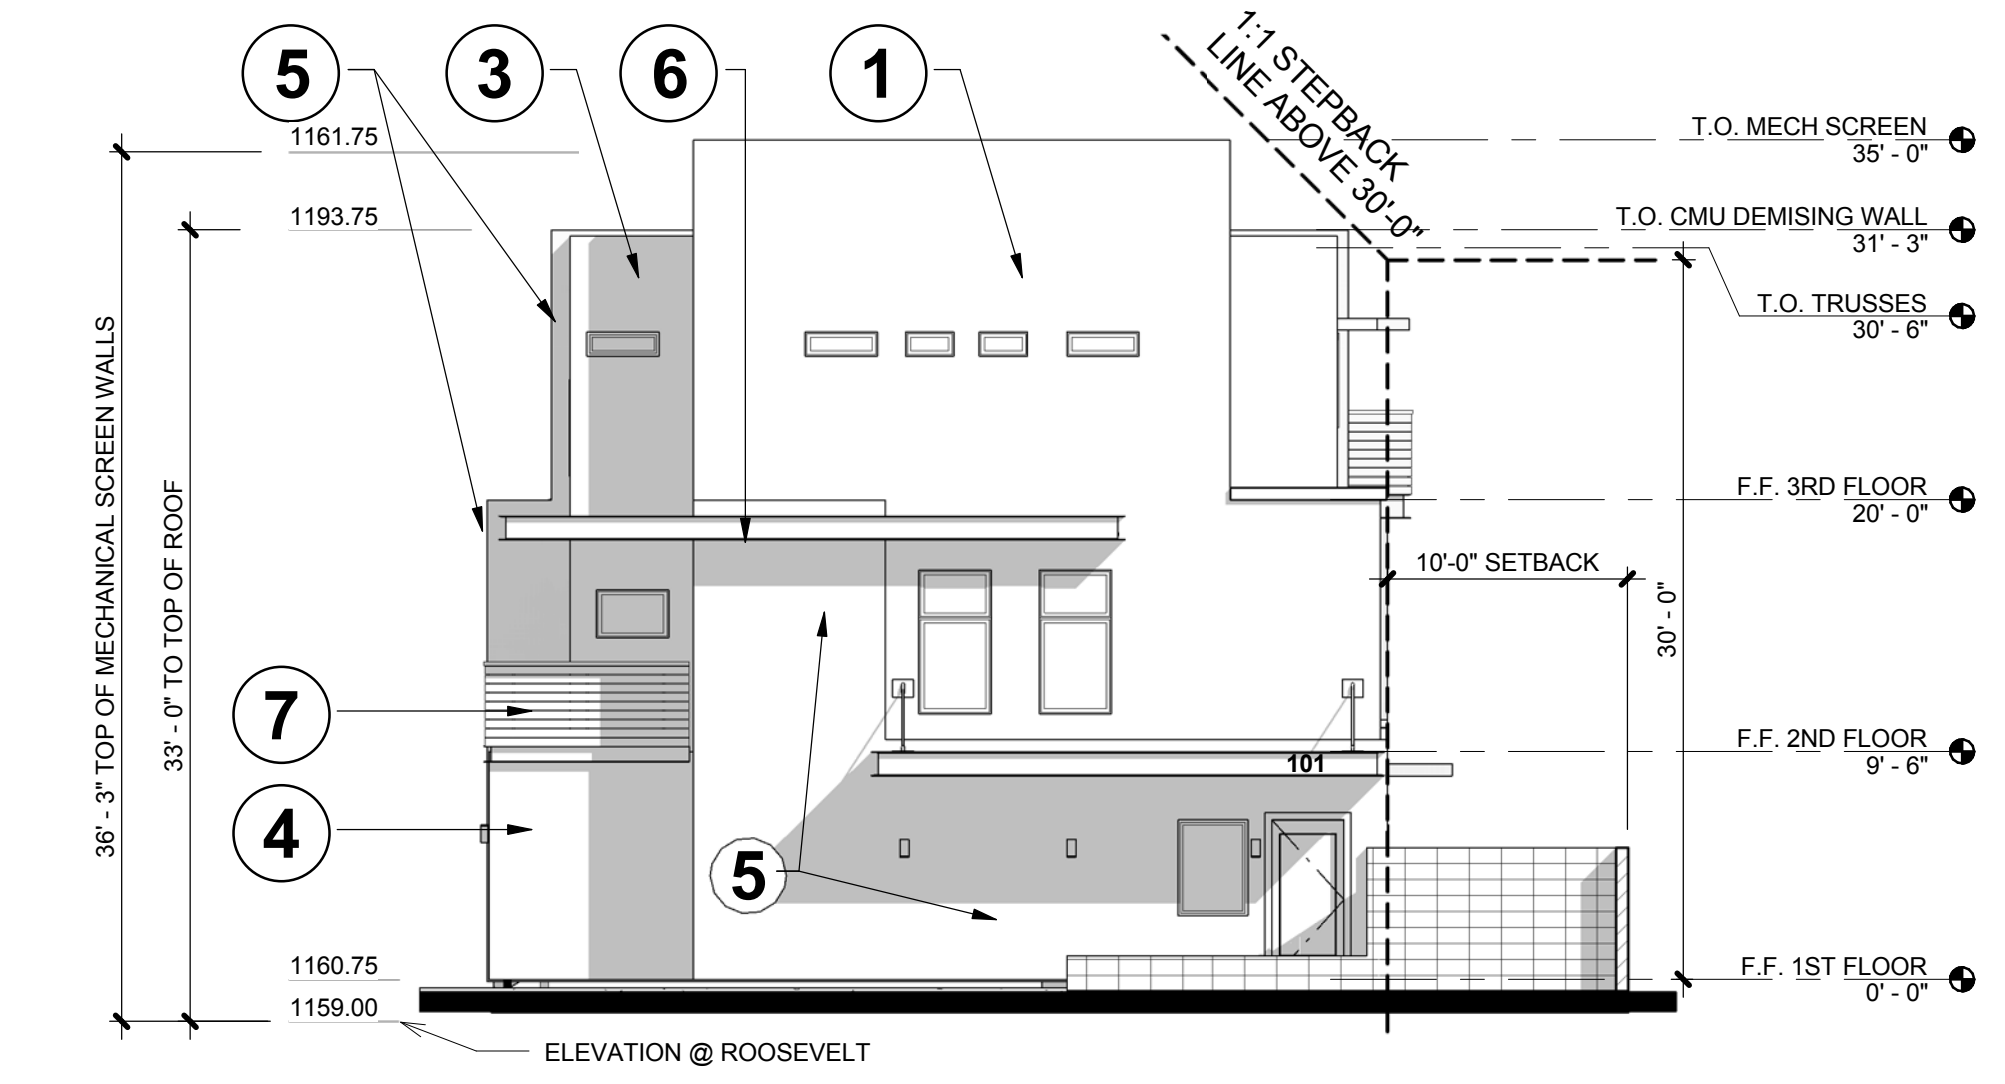 5
3
6
1
1:1 STEPBACK
LINE ABOVE 30'-0"
1161.75
1193.75
T.O. MECH SCREEN
35' - 0"
T.O. CMU DEMISING WALL
31' - 3"
T.O. TRUSSES
30' - 6"
36' - 3" TOP OF MECHANICAL SCREEN WALLS
33' - 0" TO TOP OF ROOF
F.F. 3RD FLOOR
20' - 0"
10'-0" SETBACK
30' - 0"
7
F.F. 2ND FLOOR
9' - 6"
101
4
5
1160.75
F.F. 1ST FLOOR
0' - 0"
1159.00
ELEVATION @ ROOSEVELT